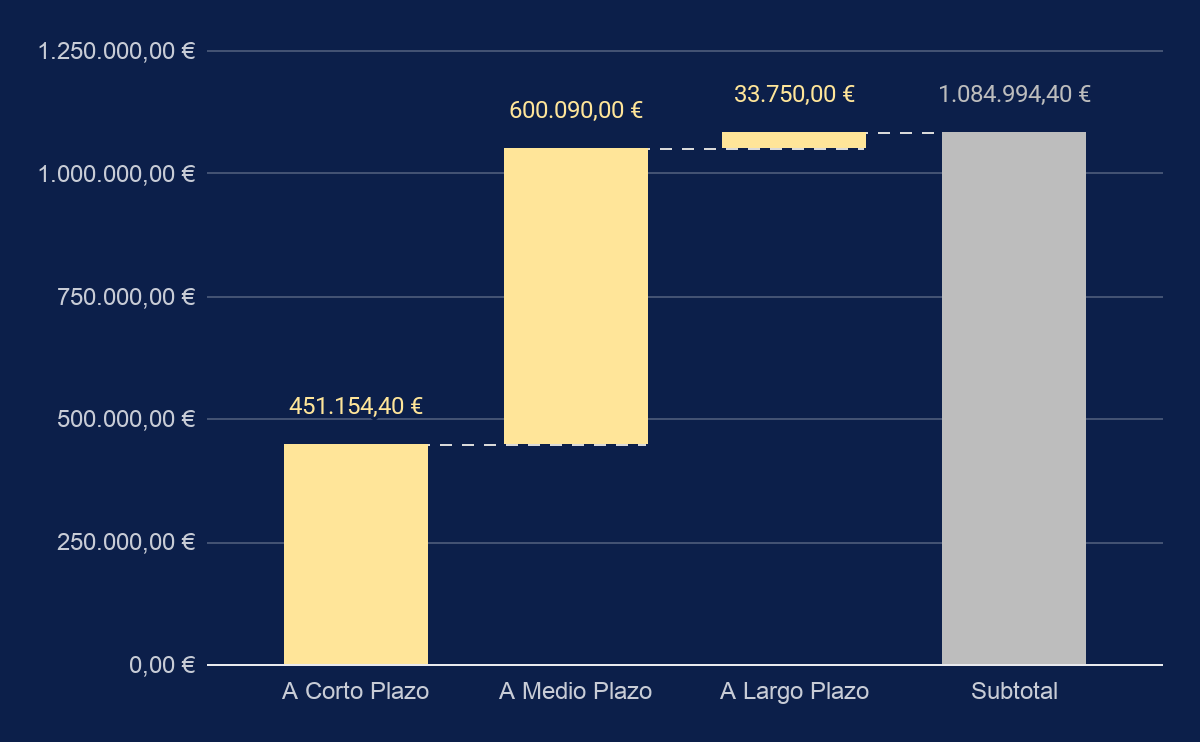 1.250.000,00 €
1.000.000,00 €
750.000,00 €
500.000,00 €
250.000,00 €
0,00 €
451.154,40 €
600.090,00 €
33.750,00 €
1.084.994,40 €
A Corto Plazo
A Medio Plazo
A Largo Plazo
Subtotal